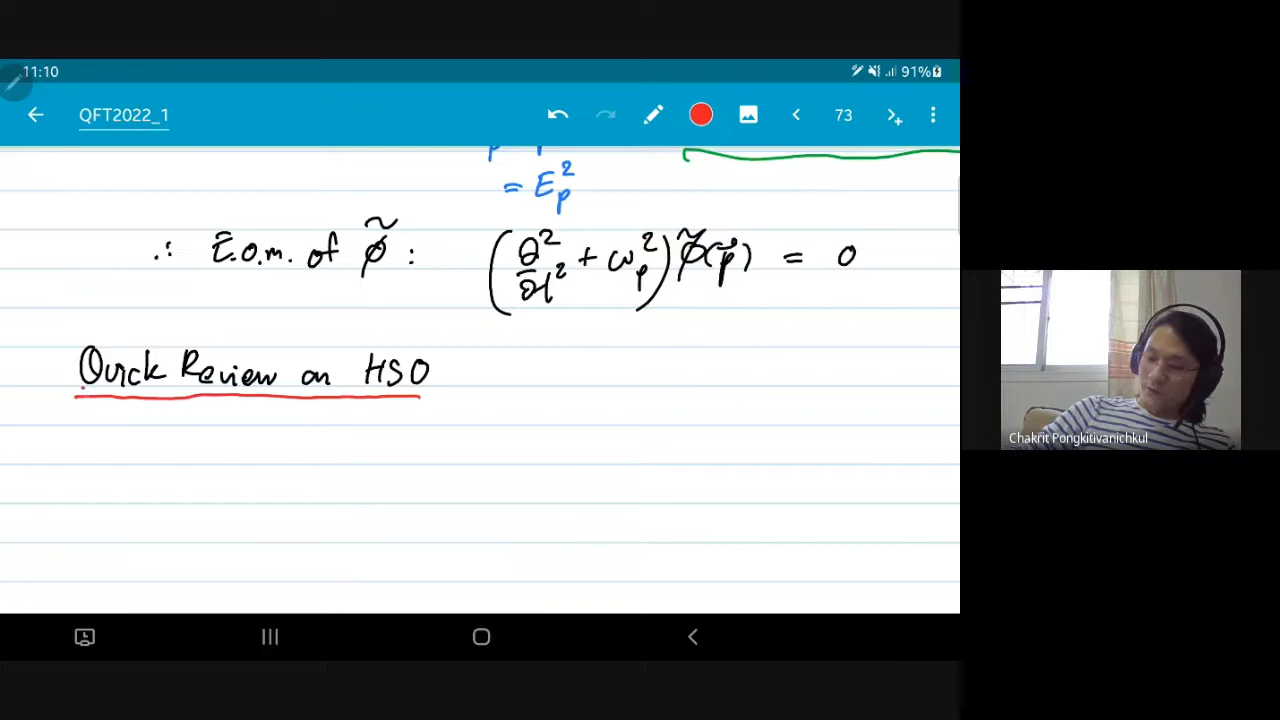 11:10 91%
QFT2022_1 73
= E_p^2
∴ E.O.m. of φ̃ : (∂²/∂t² + ω_p²) φ̃(p⃗) = 0
Quick Review on HSO
Chakrit Pongkitivanichkul